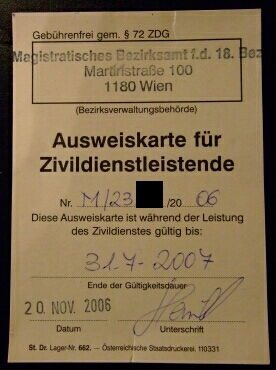 Gebührenfrei gem. § 72 ZDG
Magistratisches Bezirksamt f.d. 18. Bez
Martinstraße 100
1180 Wien
(Bezirksverwaltungsbehörde)
Ausweiskarte für
Zivildienstleistende
Nr. M/23 /20 06
Diese Ausweiskarte ist während der Leistung
des Zivildienstes gültig bis:
31.7-2007
Ende der Gültigkeitsdauer
20 NOV. 2006
Datum Unterschrift
St. Dr. Lager-Nr. 662. – Österreichische Staatsdruckerei. 110331